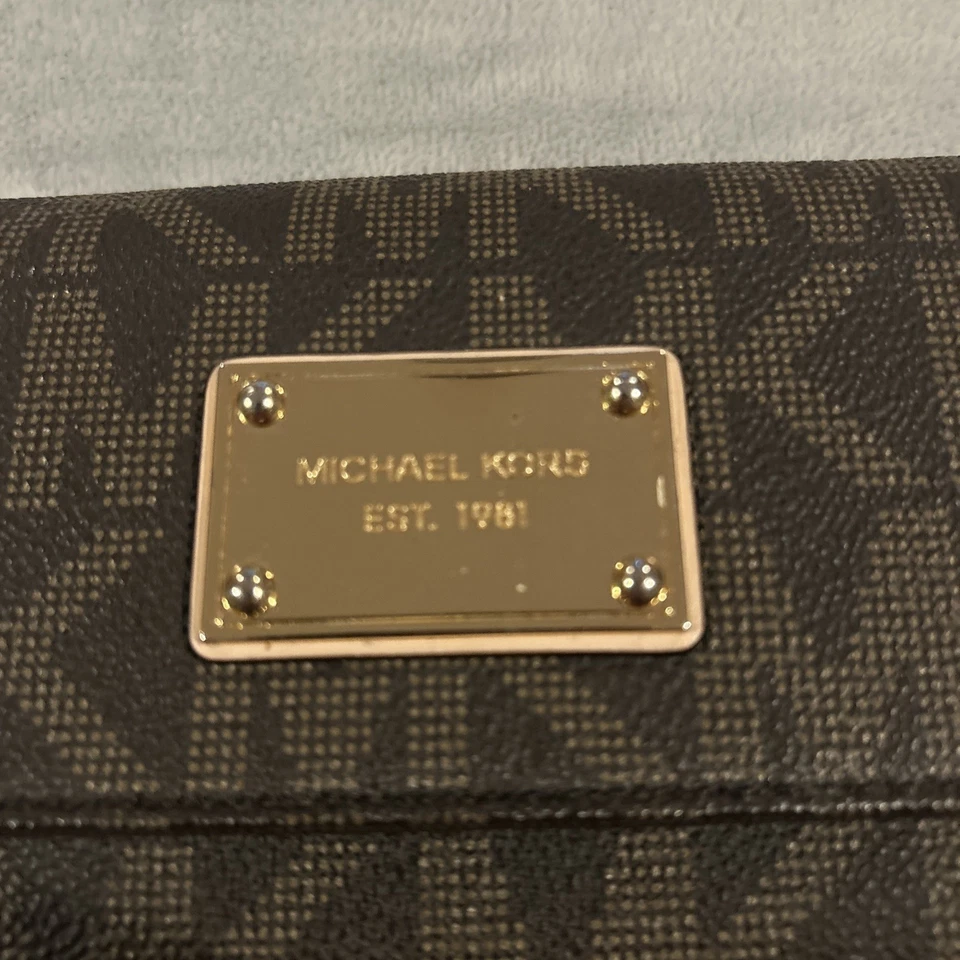 MICHAEL KORS
EST. 1981